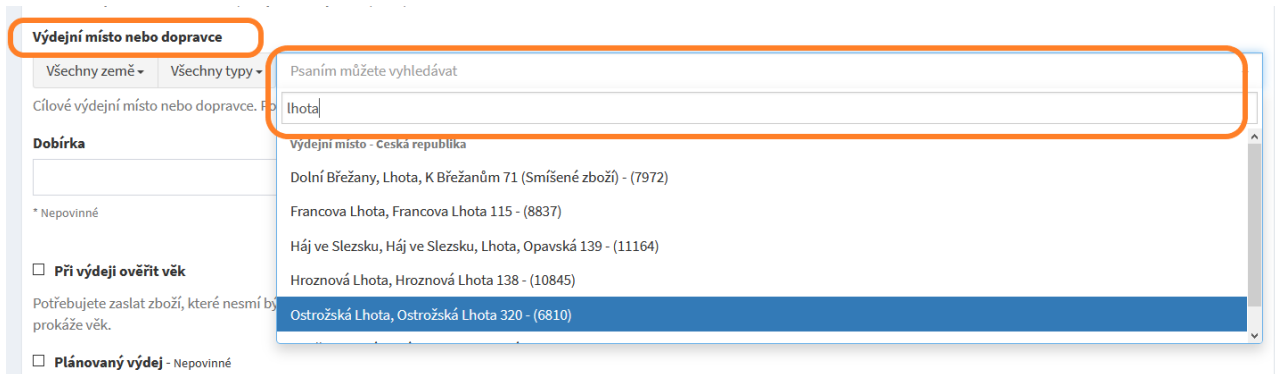 Výdejní místo nebo dopravce
Všechny země
Všechny typy
Psaním můžete vyhledávat
lhota
Cílové výdejní místo nebo dopravce.
Výdejní místo - Česká republika
Dobírka
Dolní Břežany, Lhota, K Břežanům 71 (Smíšené zboží) - (7972)
* Nepovinné
Francova Lhota, Francova Lhota 115 - (8837)
Háj ve Slezsku, Háj ve Slezsku, Lhota, Opavská 139 - (11164)
Při výdeji ověřit věk
Hroznová Lhota, Hroznová Lhota 138 - (10845)
Potřebujete zaslat zboží, které nesmí
prokáže věk.
Ostrožská Lhota, Ostrožská Lhota 320 - (6810)
Plánovaný výdej - Nepovinné